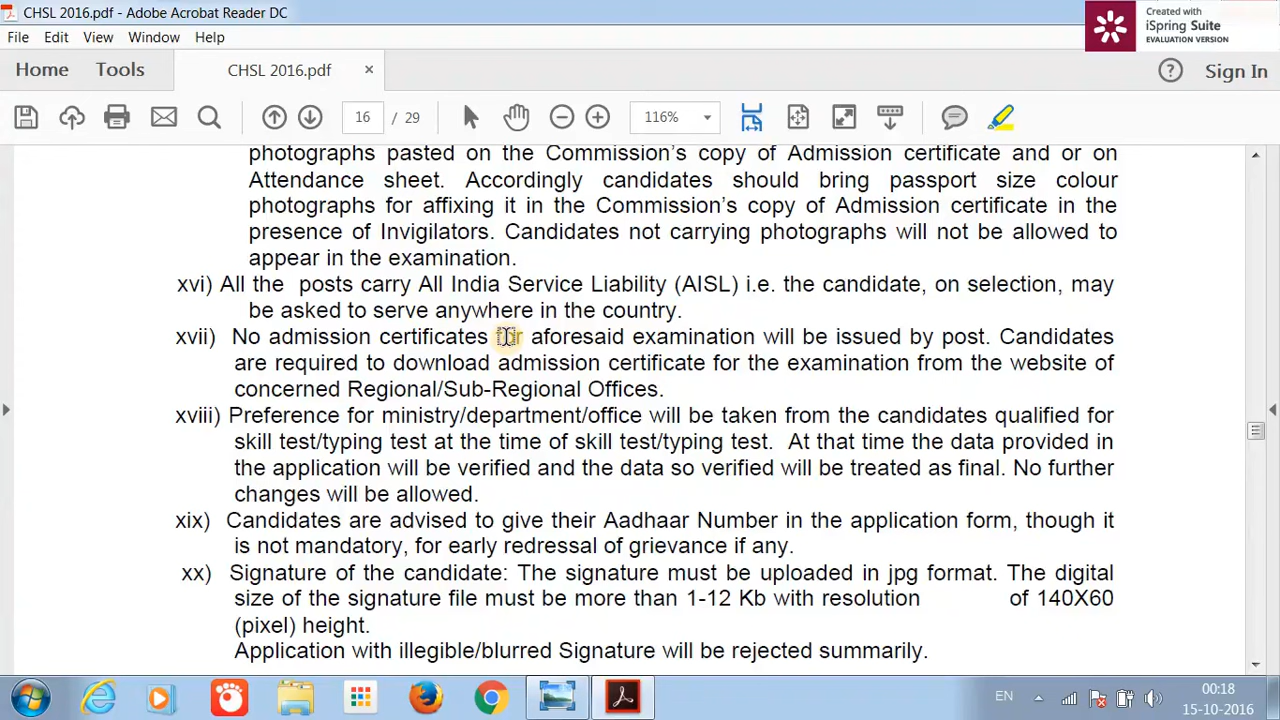 CHSL 2016.pdf - Adobe Acrobat Reader DC
Created with
iSpring Suite
EVALUATION VERSION
File Edit View Window Help
Home Tools CHSL 2016.pdf × ? Sign In
16 / 29 116%
photographs pasted on the Commission's copy of Admission certificate and or on
Attendance sheet. Accordingly candidates should bring passport size colour
photographs for affixing it in the Commission's copy of Admission certificate in the
presence of Invigilators. Candidates not carrying photographs will not be allowed to
appear in the examination.
xvi) All the posts carry All India Service Liability (AISL) i.e. the candidate, on selection, may
be asked to serve anywhere in the country.
xvii) No admission certificates for aforesaid examination will be issued by post. Candidates
are required to download admission certificate for the examination from the website of
concerned Regional/Sub-Regional Offices.
xviii) Preference for ministry/department/office will be taken from the candidates qualified for
skill test/typing test at the time of skill test/typing test. At that time the data provided in
the application will be verified and the data so verified will be treated as final. No further
changes will be allowed.
xix) Candidates are advised to give their Aadhaar Number in the application form, though it
is not mandatory, for early redressal of grievance if any.
xx) Signature of the candidate: The signature must be uploaded in jpg format. The digital
size of the signature file must be more than 1-12 Kb with resolution of 140X60
(pixel) height.
Application with illegible/blurred Signature will be rejected summarily.
EN 00:18
15-10-2016